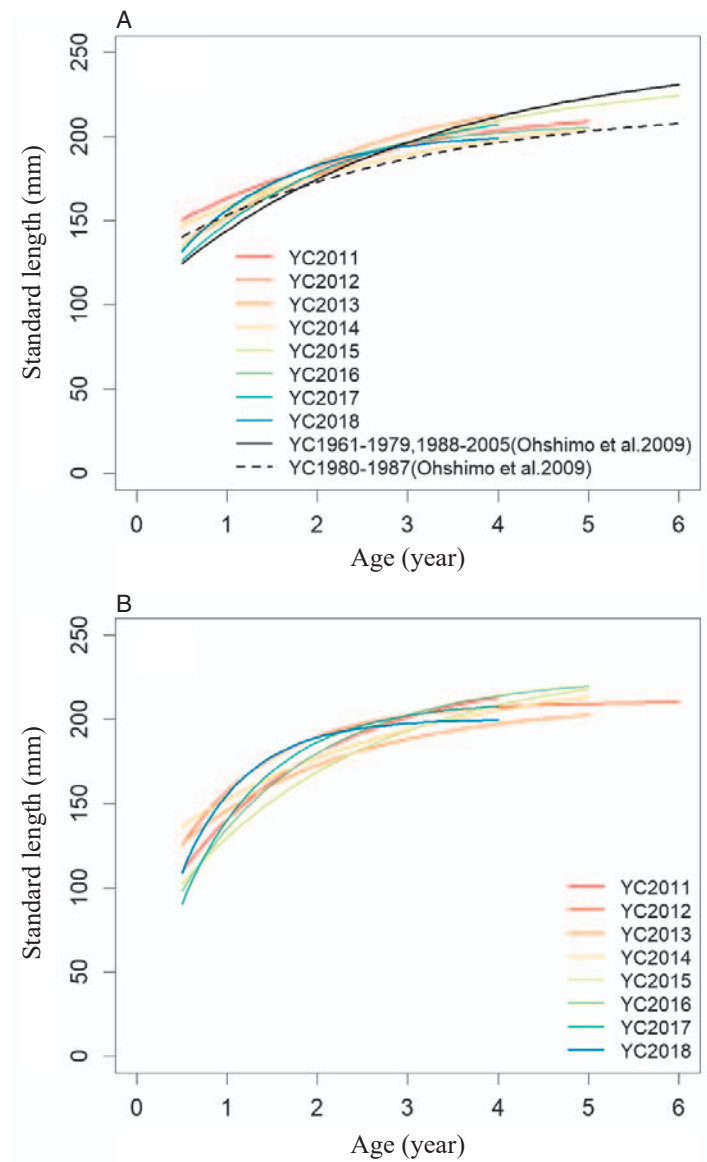 A
Standard length (mm)
250
200
150
100
50
0
YC2011
YC2012
YC2013
YC2014
YC2015
YC2016
YC2017
YC2018
YC1961-1979,1988-2005(Ohshimo et al.2009)
YC1980-1987(Ohshimo et al.2009)
0 1 2 3 4 5 6
Age (year)
B
Standard length (mm)
250
200
150
100
50
0
YC2011
YC2012
YC2013
YC2014
YC2015
YC2016
YC2017
YC2018
0 1 2 3 4 5 6
Age (year)